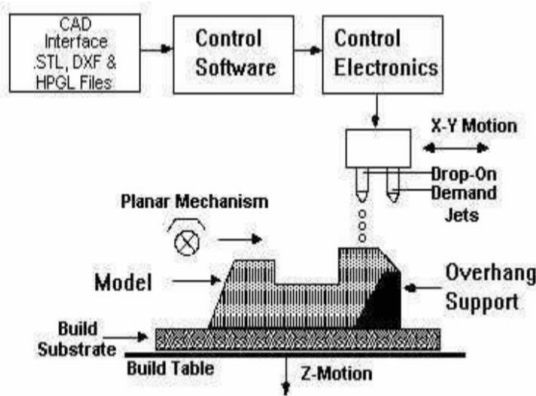 CAD
Interface
.STL, DXF &
HPGL Files
Control
Software
Control
Electronics
X-Y Motion
Drop-On
Demand
Jets
Planar Mechanism
Model
Overhang
Support
Build
Substrate
Build Table
Z-Motion